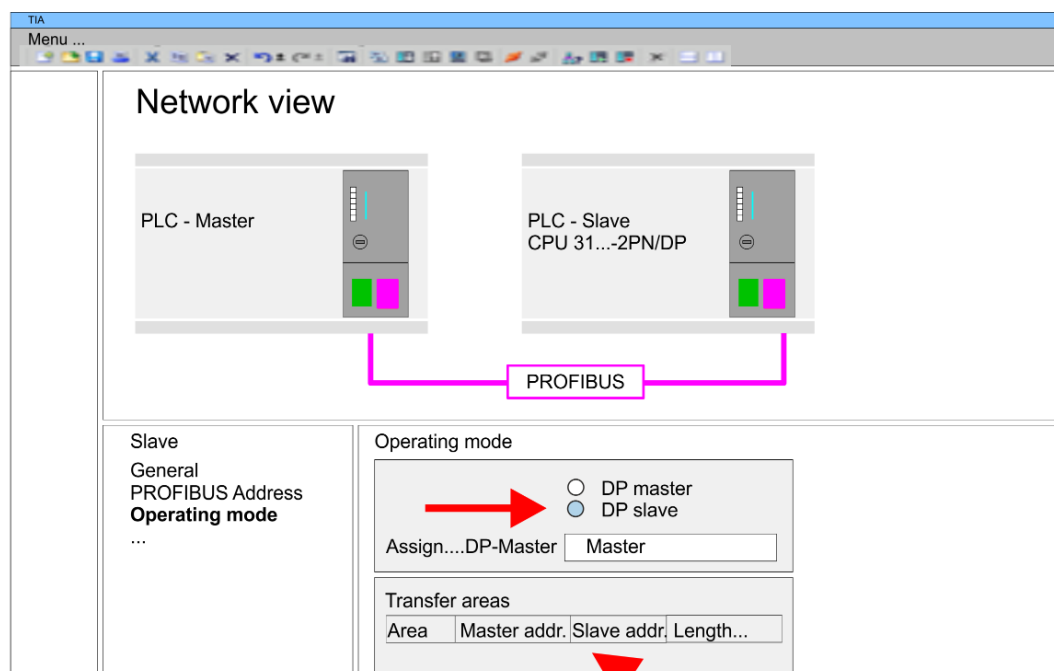 TIA
Menu ...
Network view
PLC - Master
PLC - Slave
CPU 31...-2PN/DP
PROFIBUS
Slave
General
PROFIBUS Address
Operating mode
...
Operating mode
DP master
DP slave
Assign....DP-Master Master
Transfer areas
Area Master addr. Slave addr. Length...